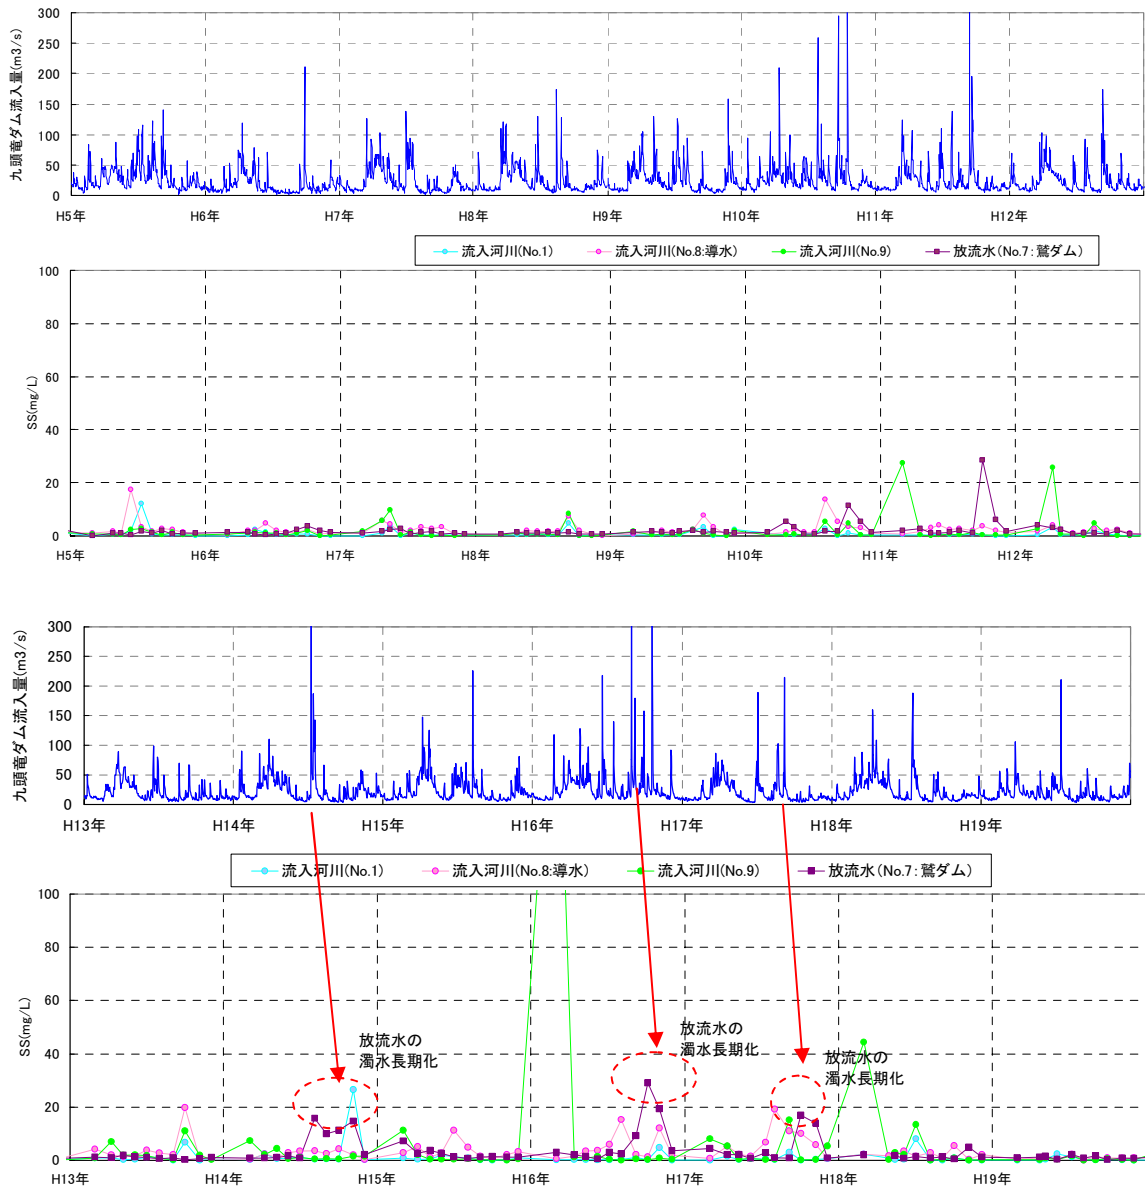 九頭竜ダム流入量(m3/s)
300
250
200
150
100
50
0
H5年 H6年 H7年 H8年 H9年 H10年 H11年 H12年
流入河川(No.1) 流入河川(No.8:導水) 流入河川(No.9) 放流水(No.7:鷲ダム)
SS(mg/L)
100
80
60
40
20
0
H5年 H6年 H7年 H8年 H9年 H10年 H11年 H12年
九頭竜ダム流入量(m3/s)
300
250
200
150
100
50
0
H13年 H14年 H15年 H16年 H17年 H18年 H19年
流入河川(No.1) 流入河川(No.8:導水) 流入河川(No.9) 放流水(No.7:鷲ダム)
SS(mg/L)
100
80
60
40
20
0
放流水の
濁水長期化
放流水の
濁水長期化
放流水の
濁水長期化
H13年 H14年 H15年 H16年 H17年 H18年 H19年